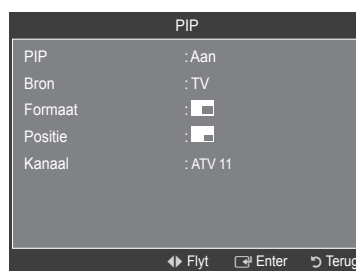 PIP
PIP : Aan
Bron : TV
Formaat :
Positie :
Kanaal : ATV 11
Flyt Enter Terug